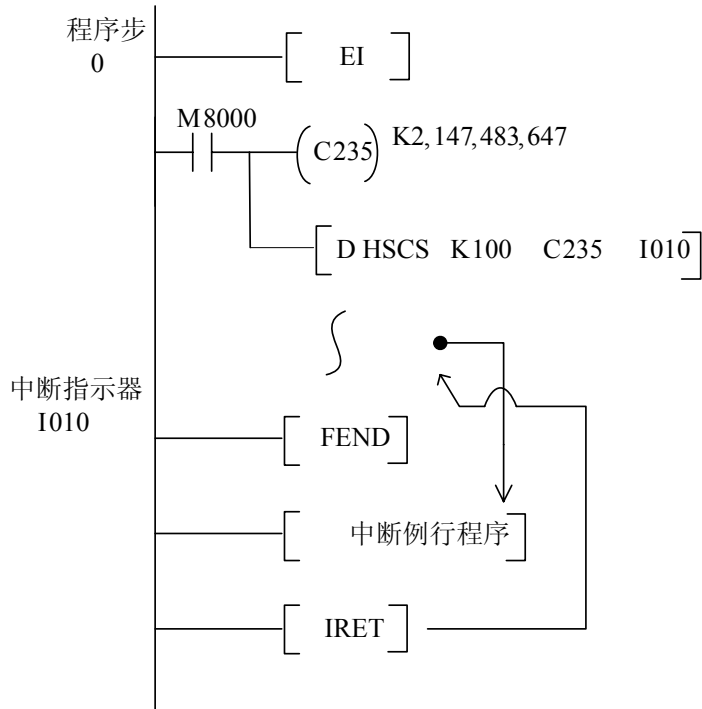 程序步
0
EI
M8000
C235
K2,147,483,647
D HSCS K100 C235 I010
中断指示器
I010
FEND
中断例行程序
IRET